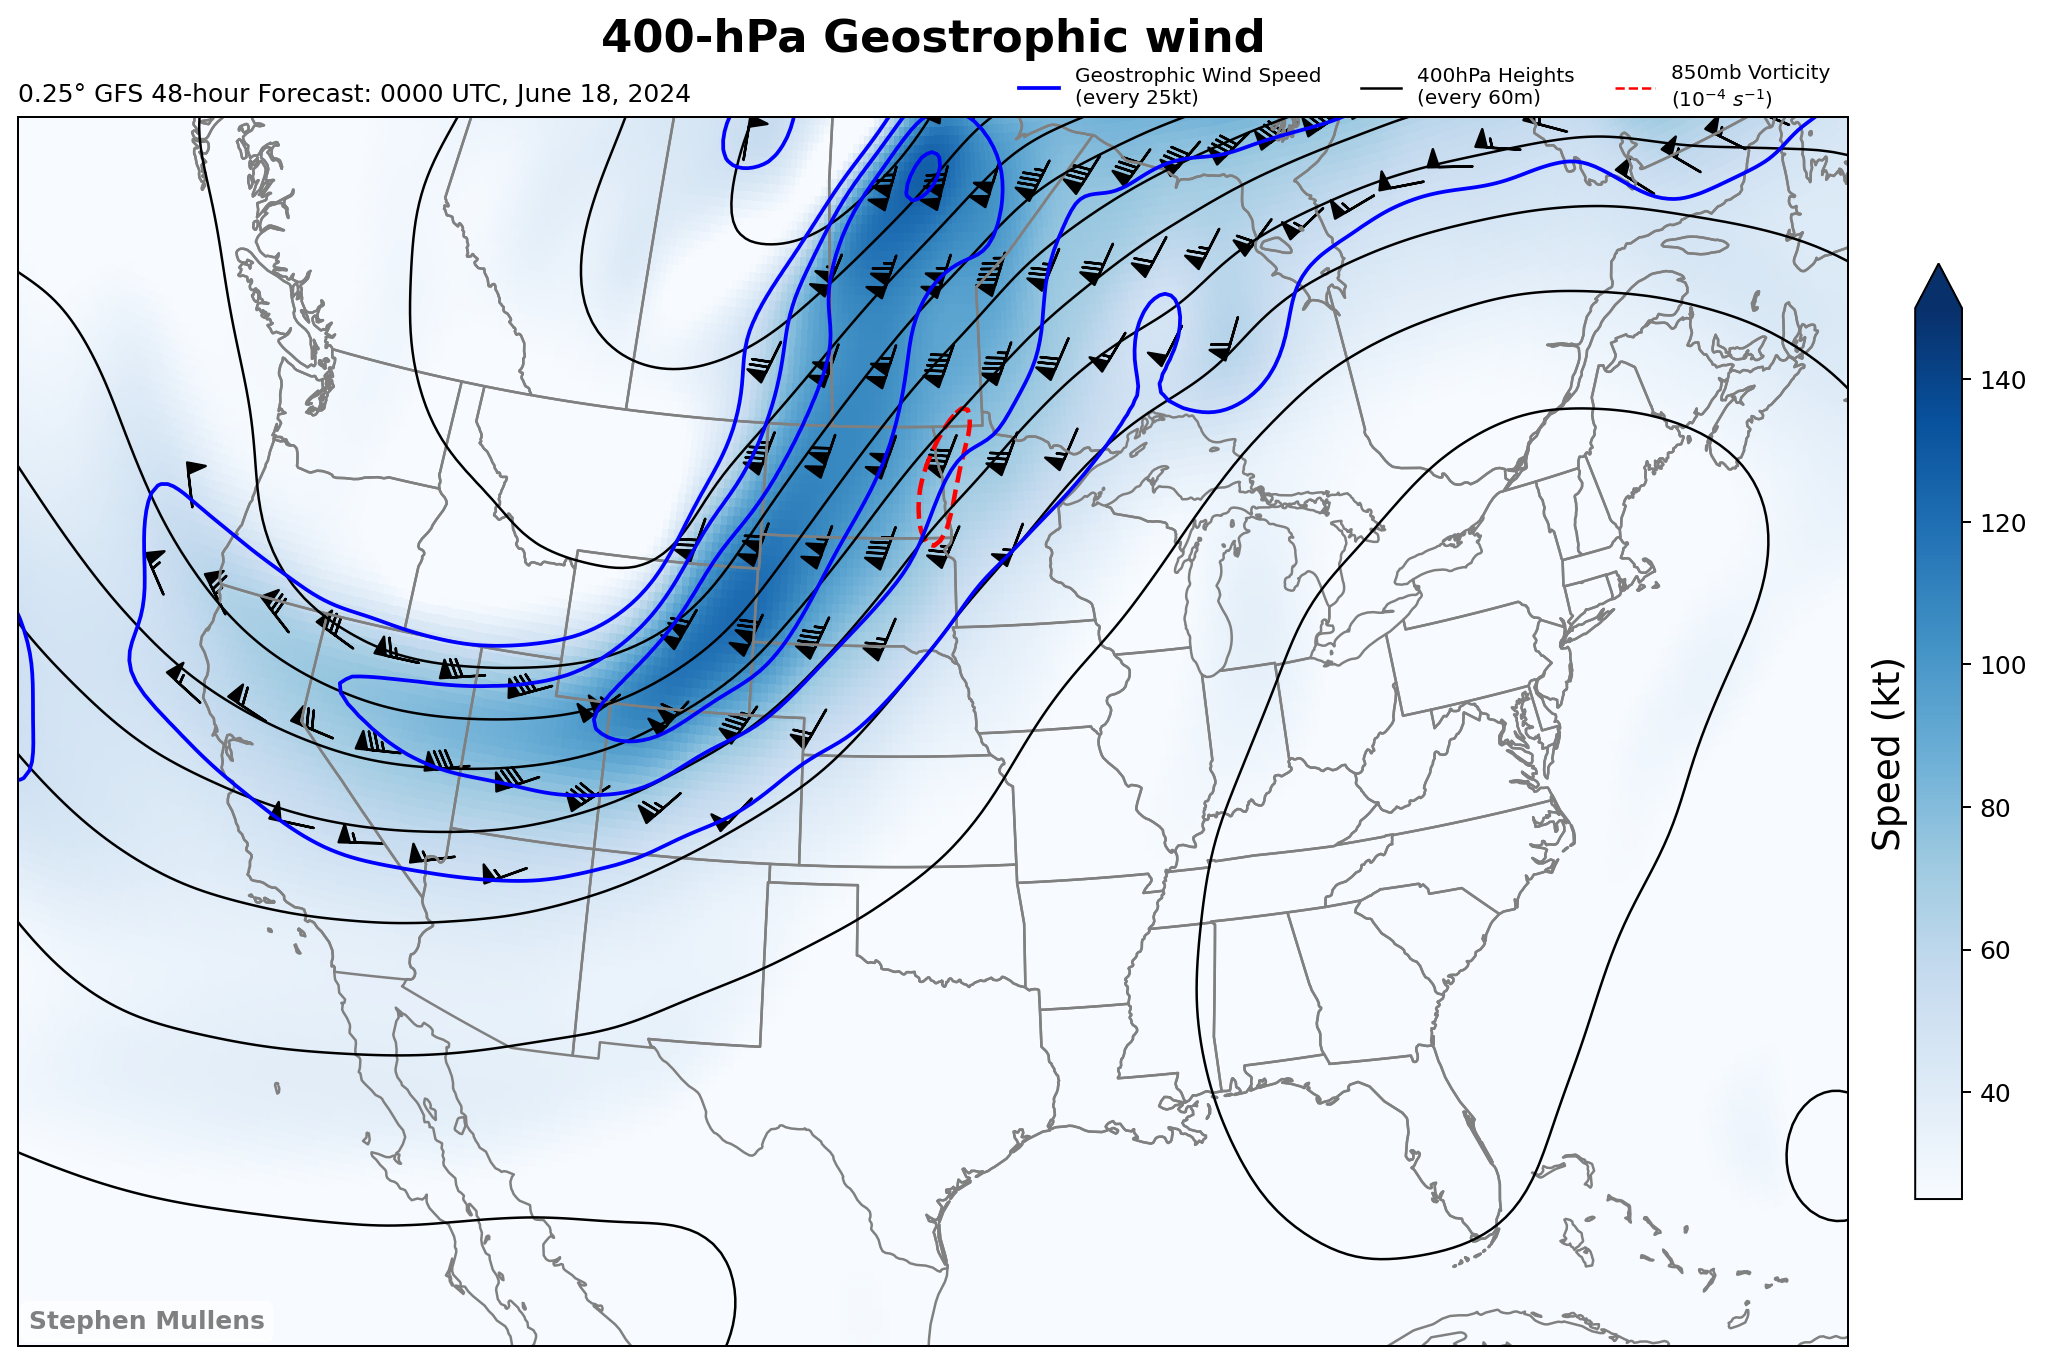 400-hPa Geostrophic wind
0.25° GFS 48-hour Forecast: 0000 UTC, June 18, 2024
Geostrophic Wind Speed
(every 25kt)
400hPa Heights
(every 60m)
850mb Vorticity
(10⁻⁴ s⁻¹)
140
120
100
80
60
40
Speed (kt)
Stephen Mullens